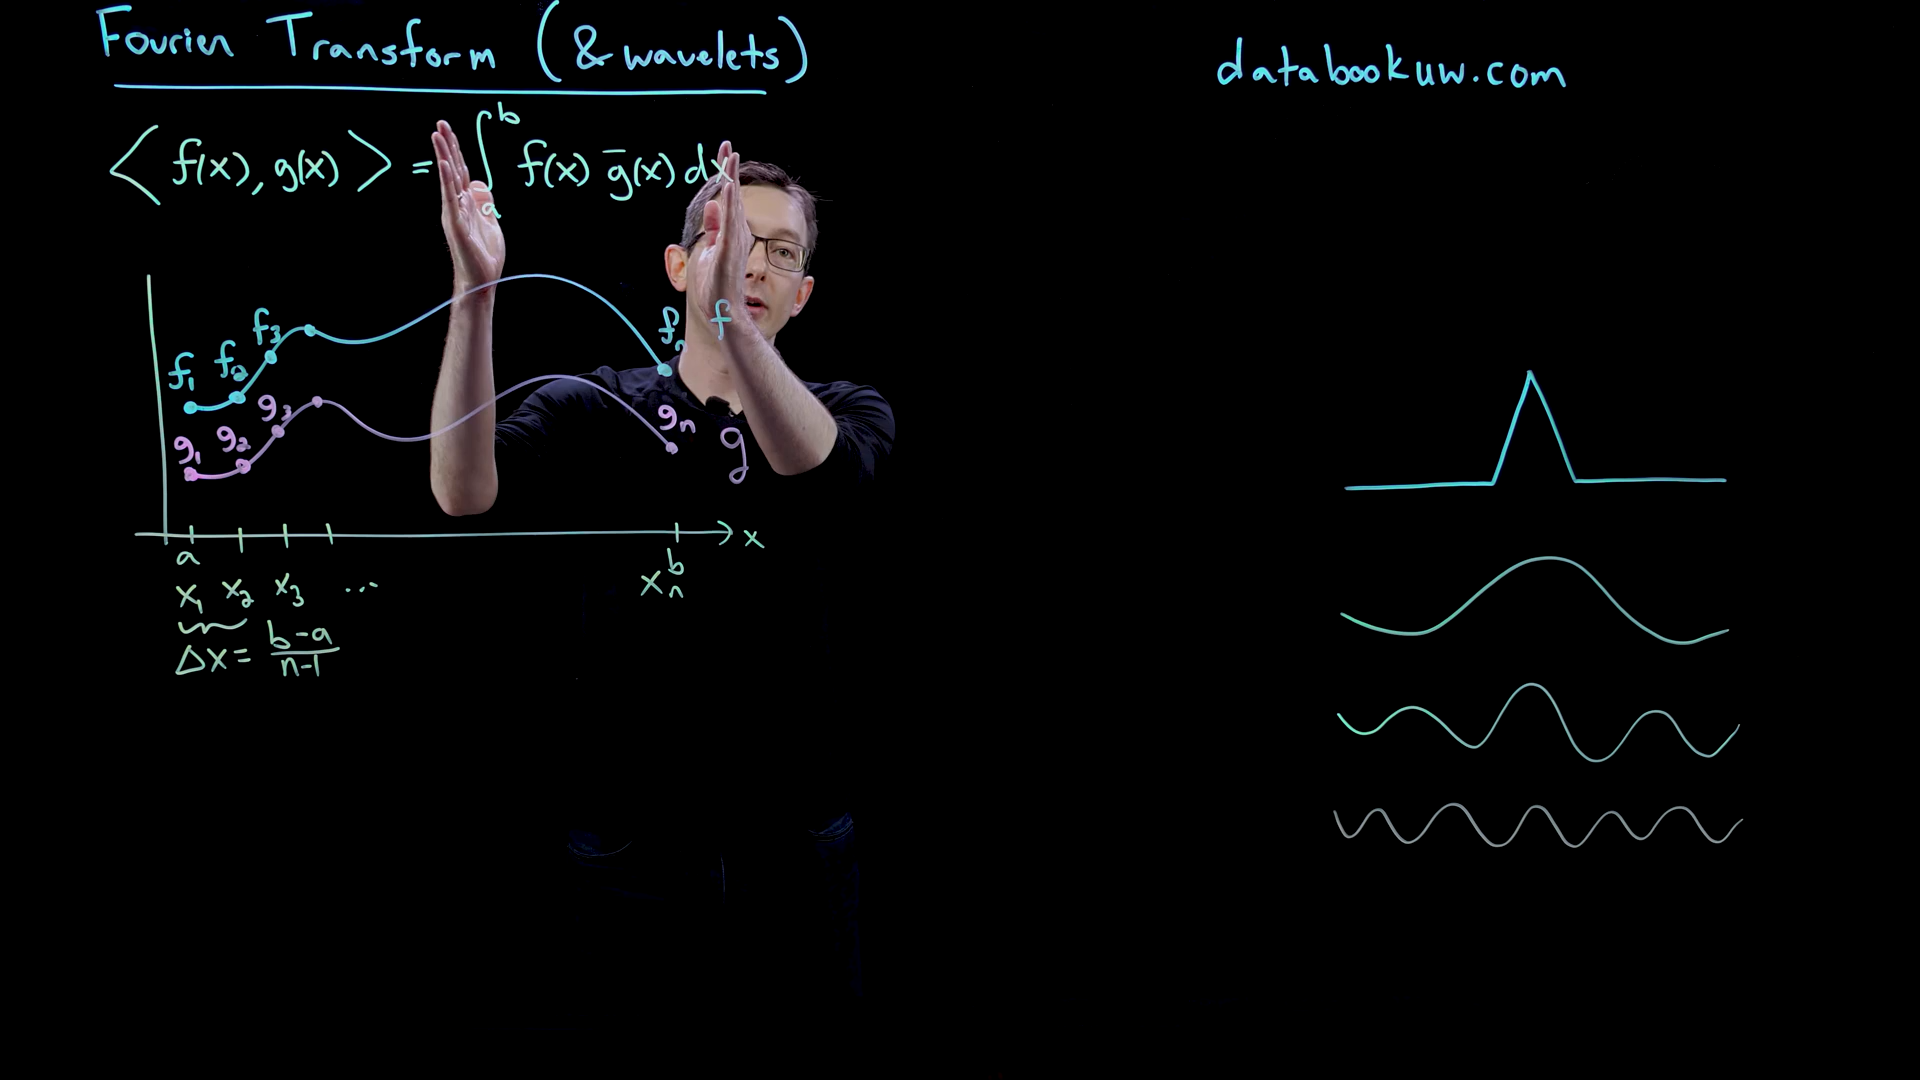 Fourier Transform (& wavelets)
databookuw.com
⟨f(x), g(x)⟩ = ∫ₐᵇ f(x) g̅(x) dx
f₁ f₂ f₃ fₙ f
g₁ g₂ g₃ gₙ g
a b x
x₁ x₂ x₃ ... xₙ
Δx = (b-a)/(n-1)